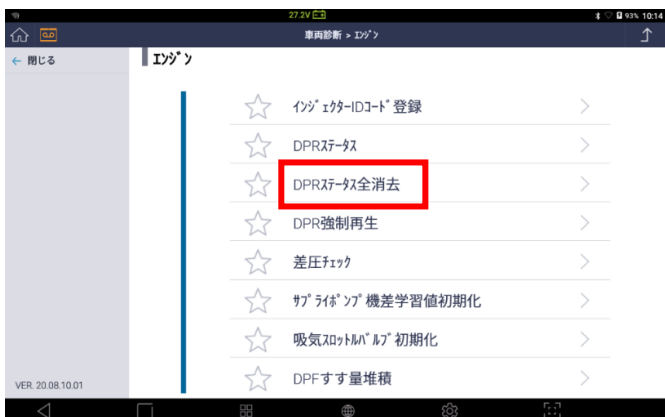 27.2V
93% 10:14
車両診断 > ｴﾝｼﾞﾝ
← 閉じる
ｴﾝｼﾞﾝ
ｲﾝｼﾞｪｸﾀｰIDｺｰﾄﾞ登録
DPRｽﾃｰﾀｽ
DPRｽﾃｰﾀｽ全消去
DPR強制再生
差圧ﾁｪｯｸ
ｻﾌﾟﾗｲﾎﾟﾝﾌﾟ機差学習値初期化
吸気ｽﾛｯﾄﾙﾊﾞﾙﾌﾞ初期化
DPFすす量堆積
VER. 20.08.10.01